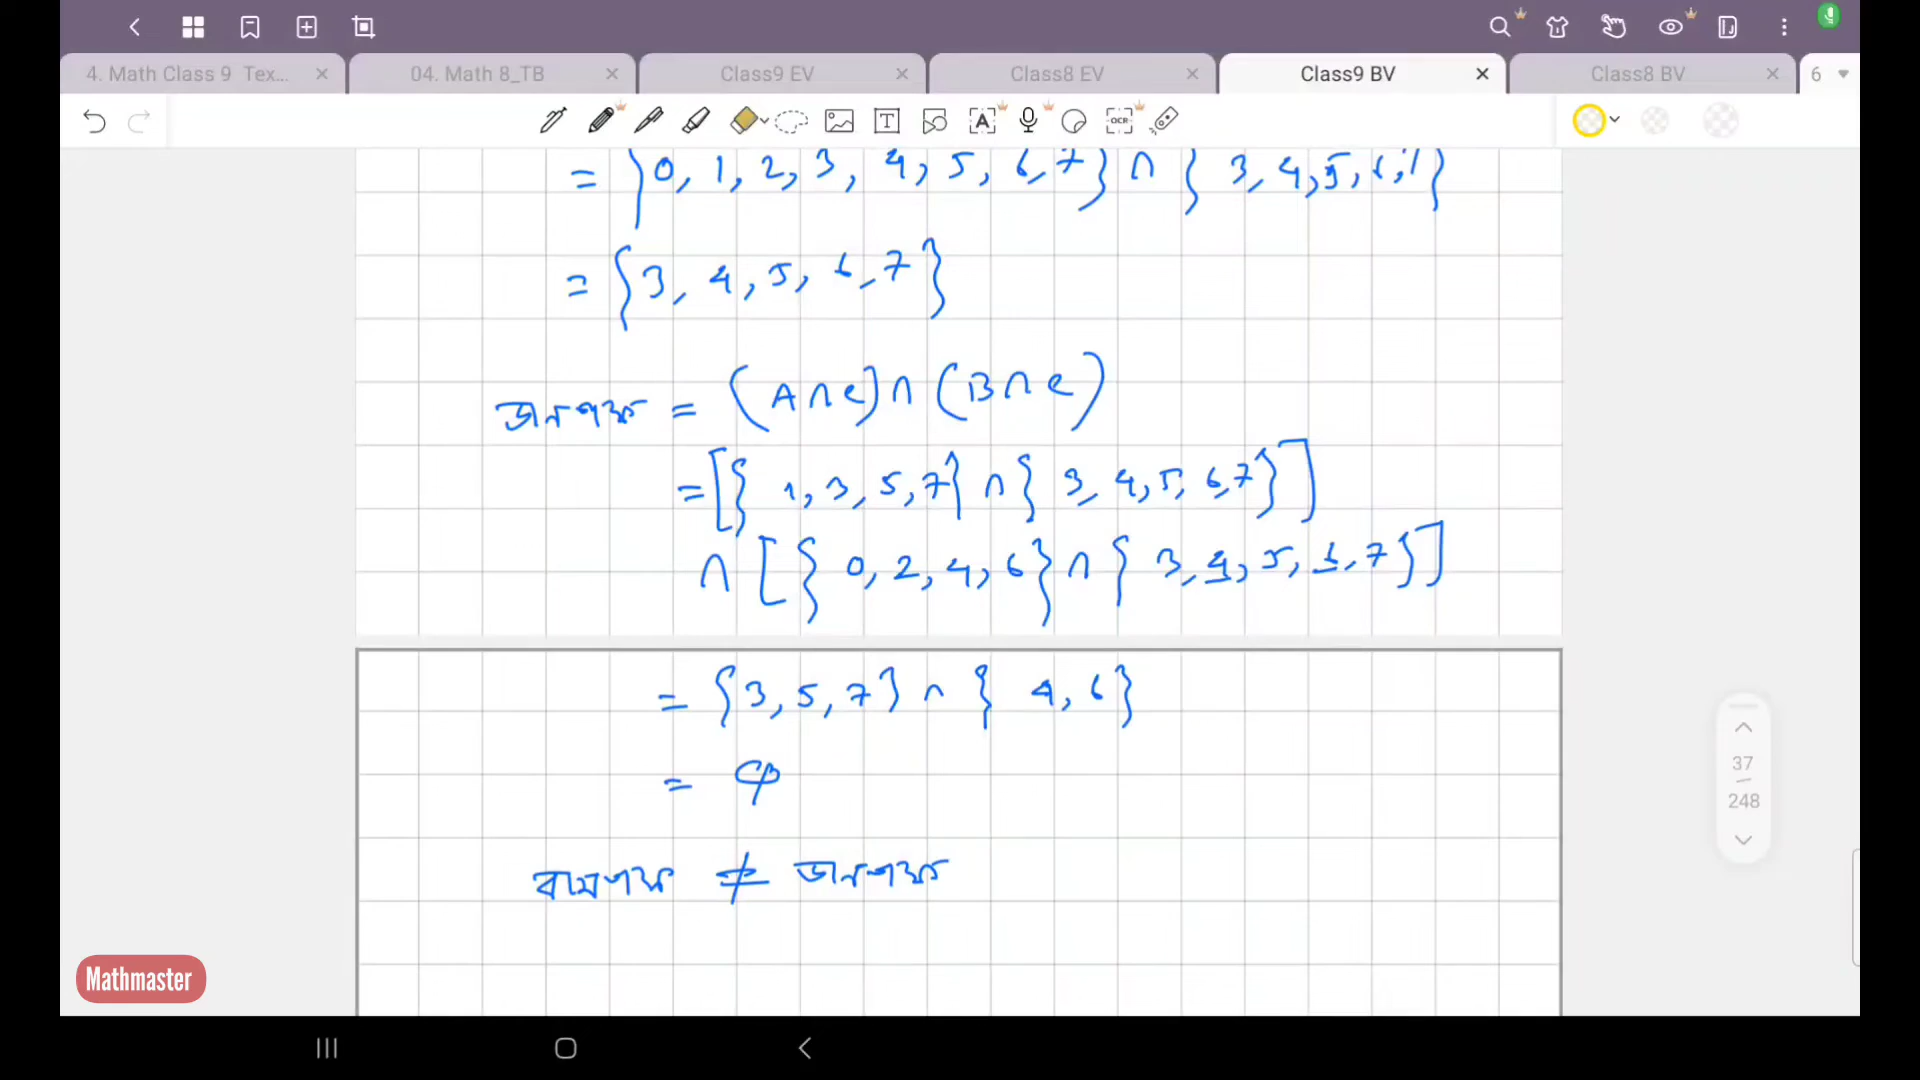 4. Math Class 9 Tex...
04. Math 8_TB
Class9 EV
Class8 EV
Class9 BV
Class8 BV
6
T
A
OCR
= {0, 1, 2, 3, 4, 5, 6, 7} ∩ { 3, 4, 5, 6, 7}
= {3, 4, 5, 6, 7}
ডানপক্ষ = (A∩C)∩(B∩C)
=[{ 1, 3, 5, 7} ∩ { 3, 4, 5, 6, 7}]
∩ [{ 0, 2, 4, 6} ∩ { 3, 4, 5, 6, 7}]
= {3, 5, 7} ∩ { 4, 6}
= φ
বামপক্ষ ≠ ডানপক্ষ
37
248
Mathmaster